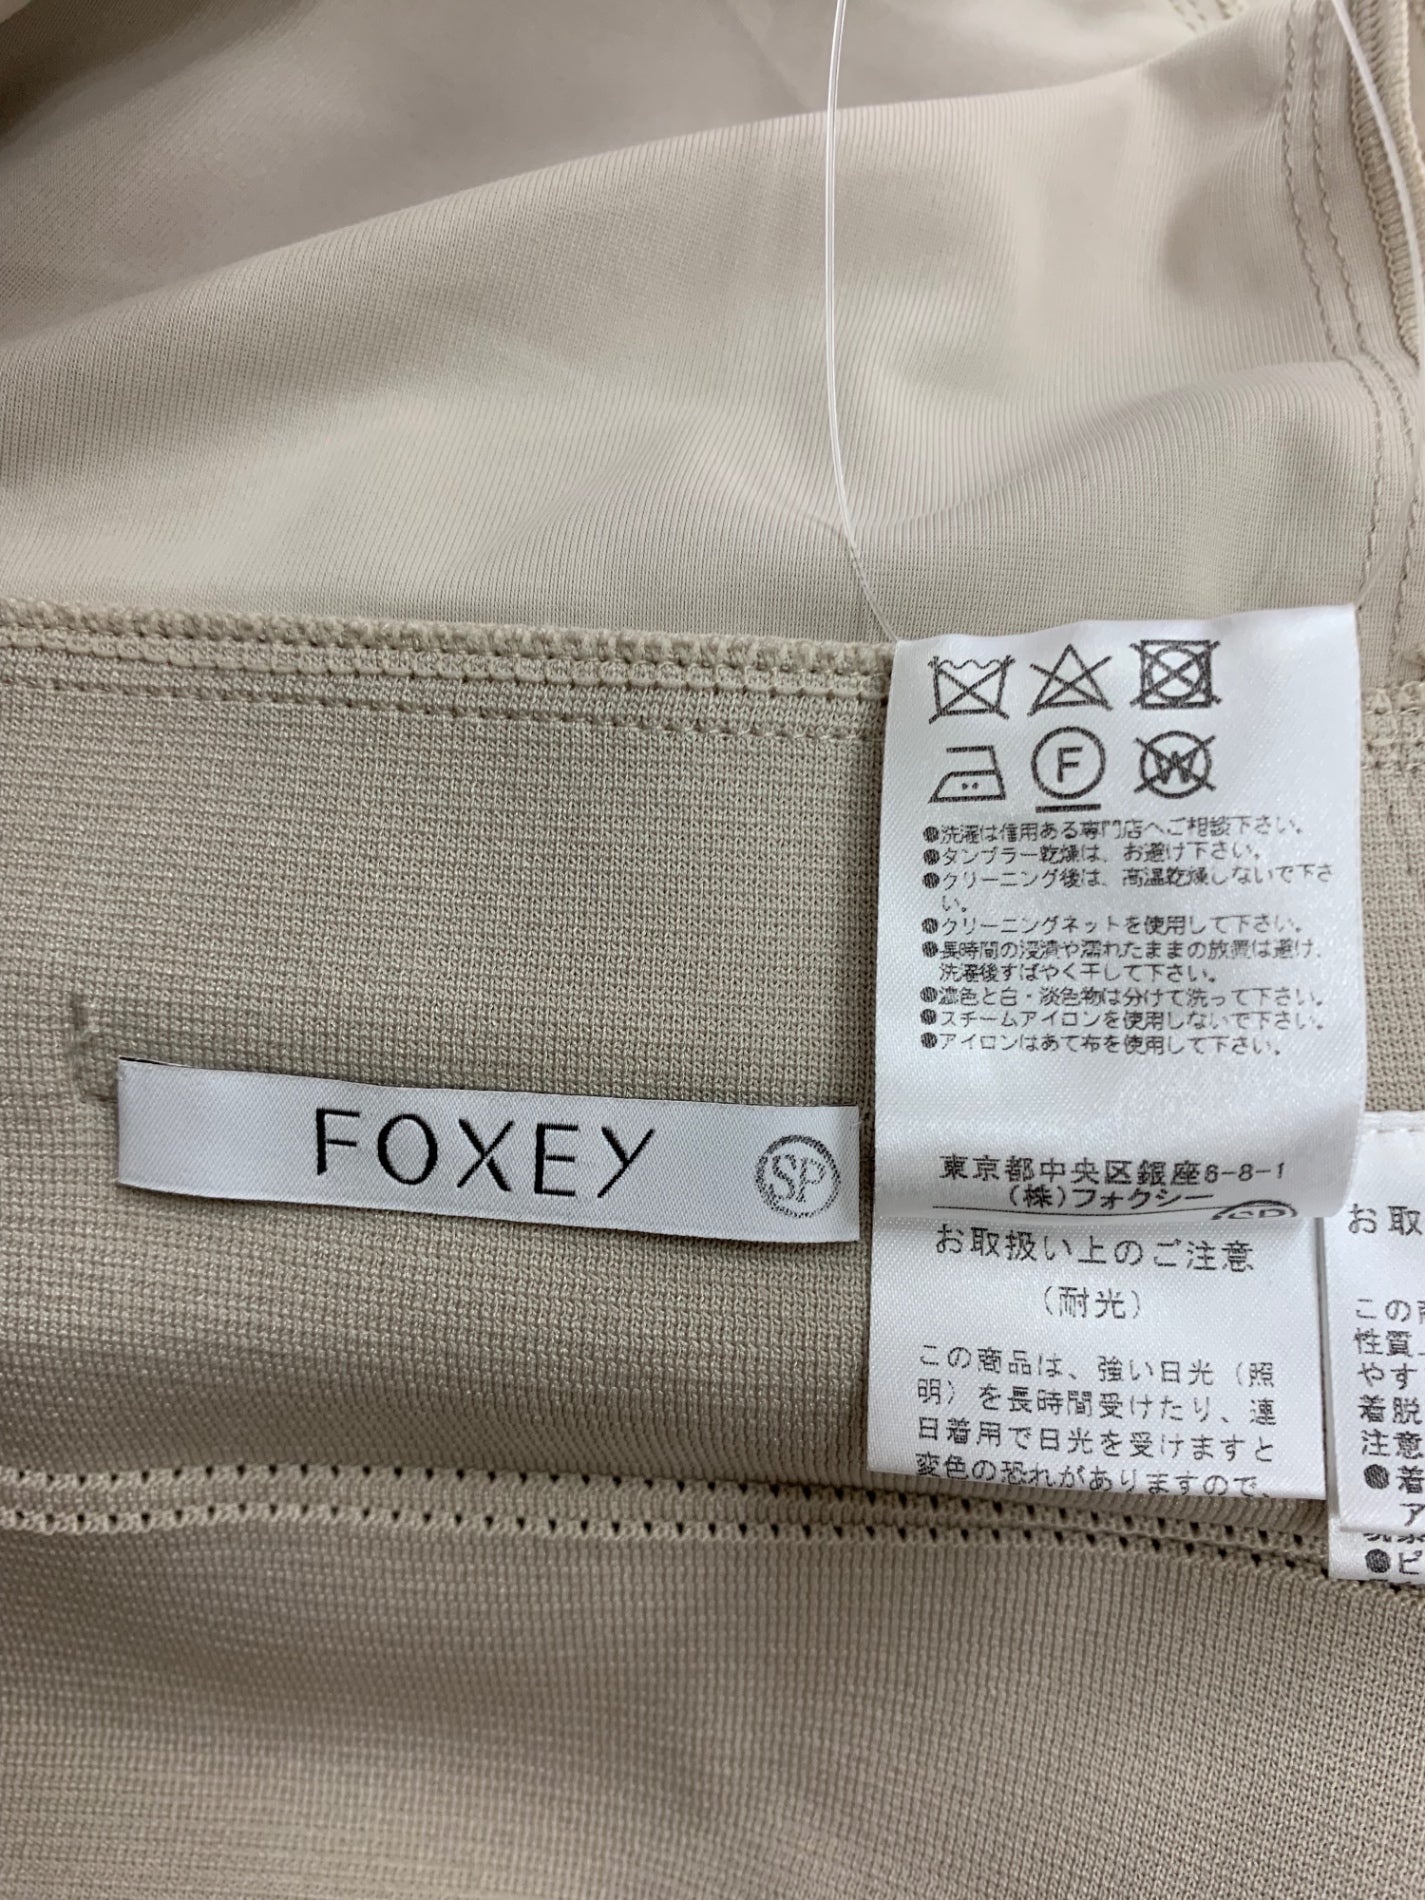 F
W
●洗濯は信用ある専門店へご相談下さい。
●タンブラー乾燥は、お避け下さい。
●クリーニング後は、高温乾燥しないで下さ
い。
●クリーニングネットを使用して下さい。
●長時間の浸漬や濡れたままの放置は避け、
洗濯後すばやく干して下さい。
●濃色と白・淡色物は分けて洗って下さい。
●スチームアイロンを使用しないで下さい。
●アイロンはあて布を使用して下さい。
FOXEY
SP
東京都中央区銀座6-8-1
(株)フォクシー
SP
お取扱い上のご注意
(耐光)
この商品は、強い日光(照
明)を長時間受けたり、連
日着用で日光を受けますと
変色の恐れがありますので、
お取
この
性質
やす
着脱
注意
●着
ア
●ビ